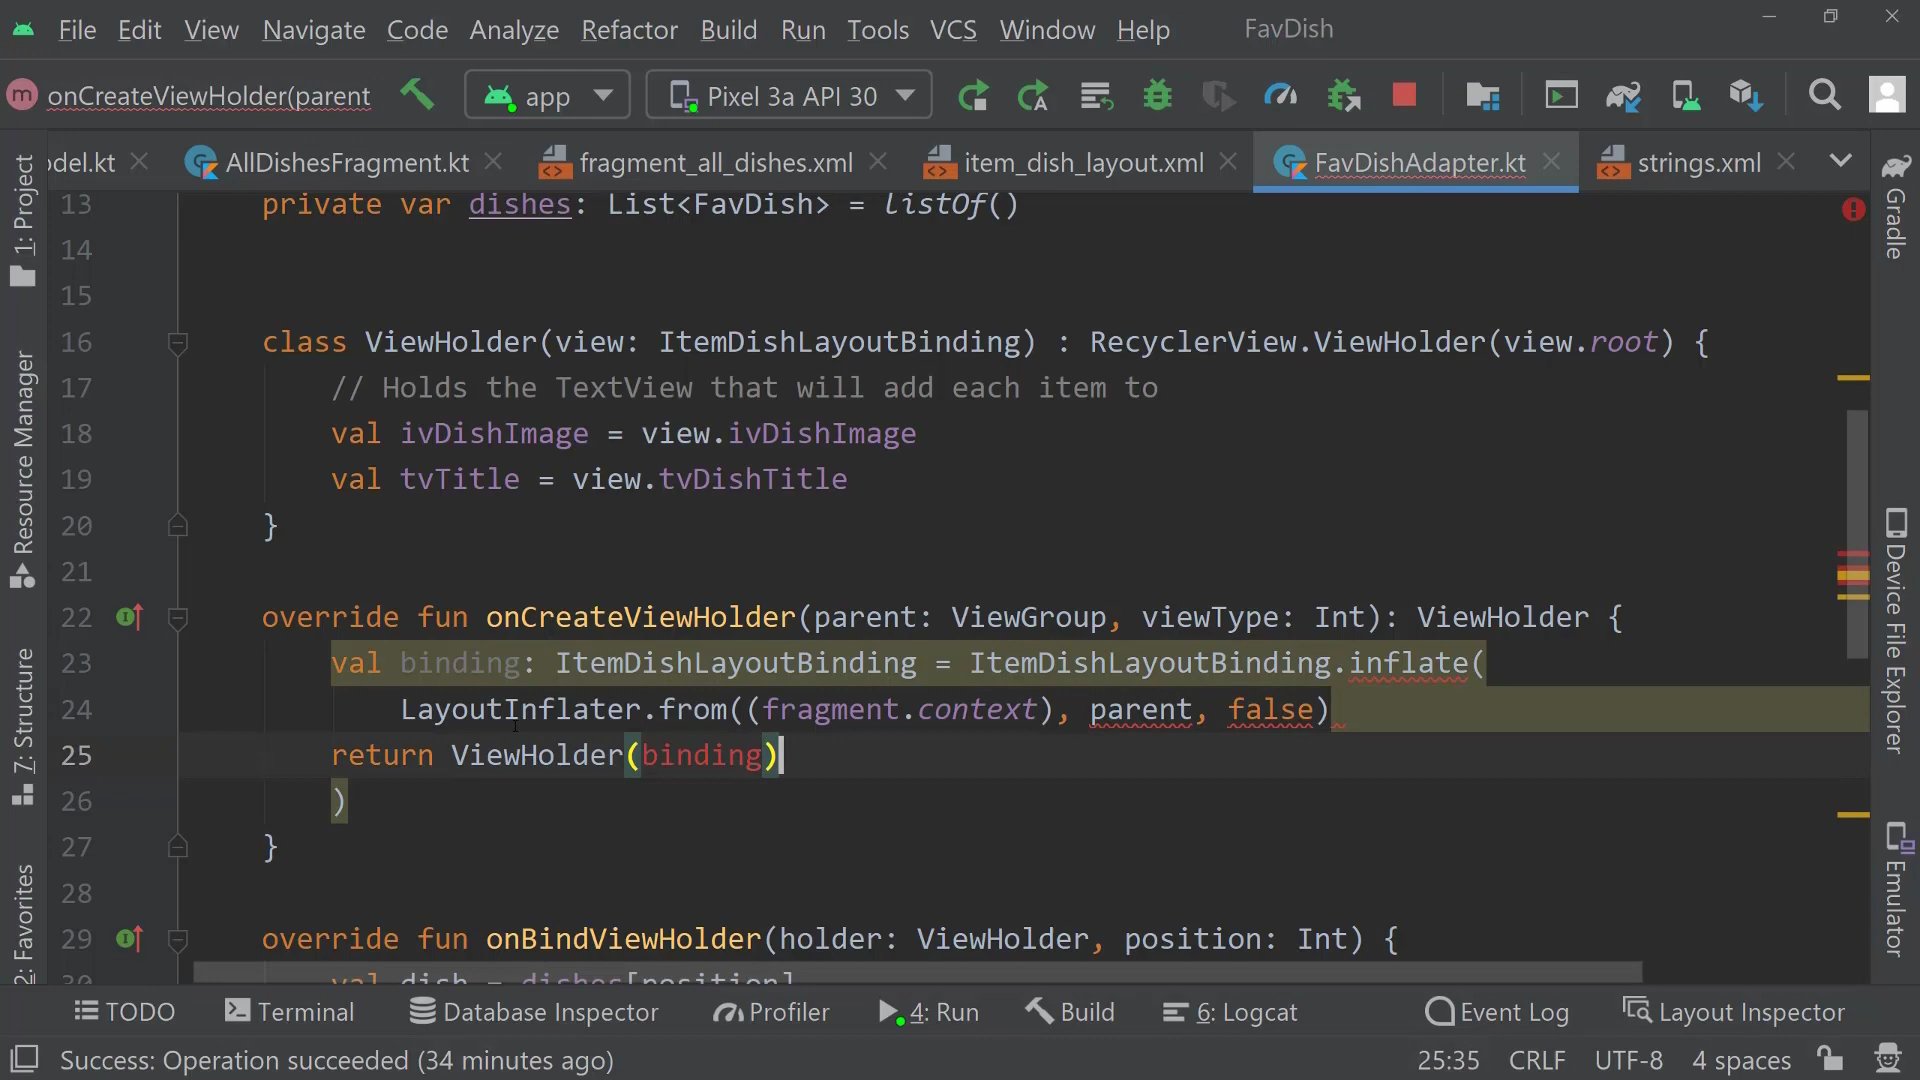 File Edit View Navigate Code Analyze Refactor Build Run Tools VCS Window Help FavDish
m onCreateViewHolder(parent app Pixel 3a API 30
odel.kt AllDishesFragment.kt fragment_all_dishes.xml item_dish_layout.xml FavDishAdapter.kt strings.xml
1: Project
Resource Manager
7: Structure
2: Favorites
13 private var dishes: List<FavDish> = listOf()
14
15
16 class ViewHolder(view: ItemDishLayoutBinding) : RecyclerView.ViewHolder(view.root) {
17 // Holds the TextView that will add each item to
18 val ivDishImage = view.ivDishImage
19 val tvTitle = view.tvDishTitle
20 }
21
22 override fun onCreateViewHolder(parent: ViewGroup, viewType: Int): ViewHolder {
23 val binding: ItemDishLayoutBinding = ItemDishLayoutBinding.inflate(
24 LayoutInflater.from((fragment.context), parent, false)
25 return ViewHolder(binding)
26 )
27 }
28
29 override fun onBindViewHolder(holder: ViewHolder, position: Int) {
30 val dish = dishes[position]
Gradle
Device File Explorer
Emulator
TODO Terminal Database Inspector Profiler 4: Run Build 6: Logcat Event Log Layout Inspector
Success: Operation succeeded (34 minutes ago) 25:35 CRLF UTF-8 4 spaces